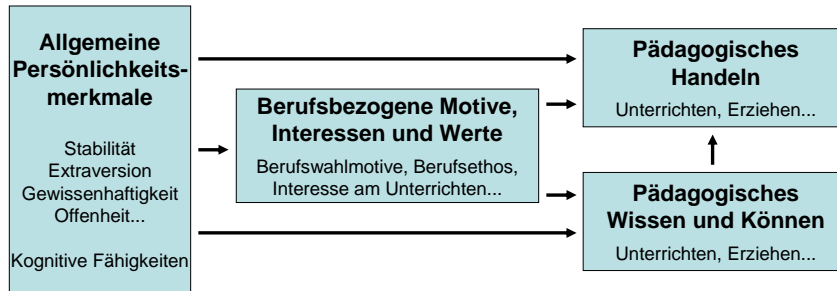 Allgemeine
Persönlichkeits-
merkmale
Stabilität
Extraversion
Gewissenhaftigkeit
Offenheit...
Kognitive Fähigkeiten
Berufsbezogene Motive,
Interessen und Werte
Berufswahlmotive, Berufsethos,
Interesse am Unterrichten...
Pädagogisches
Handeln
Unterrichten, Erziehen...
Pädagogisches
Wissen und Können
Unterrichten, Erziehen...